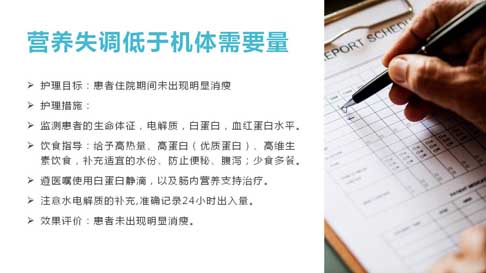 营养失调低于机体需要量
➢ 护理目标：患者住院期间未出现明显消瘦
➢ 护理措施：
➢ 监测患者的生命体征，电解质，白蛋白，血红蛋白水平。
➢ 饮食指导：给予高热量、高蛋白（优质蛋白）、高维生
素饮食，补充适宜的水份、防止便秘、腹泻；少食多餐。
➢ 遵医嘱使用白蛋白静滴，以及肠内营养支持治疗。
➢ 注意水电解质的补充,准确记录24小时出入量。
➢ 效果评价：患者未出现明显消瘦。
REPORT SCHEDU